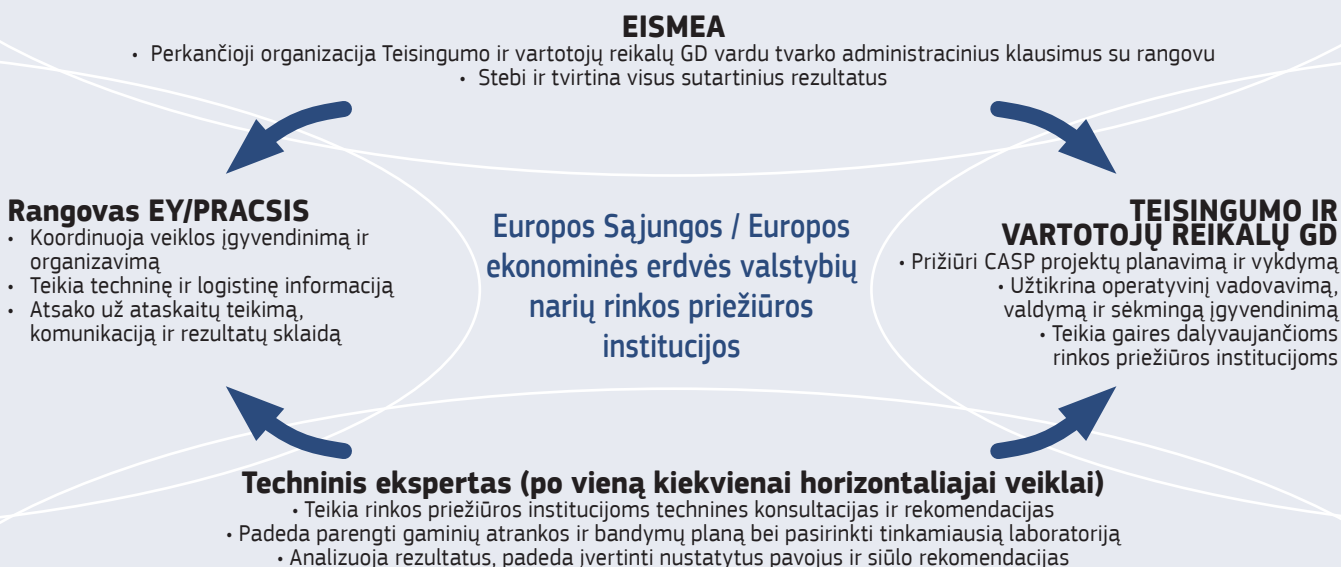 EISMEA
• Perkančioji organizacija Teisingumo ir vartotojų reikalų GD vardu tvarko administracinius klausimus su rangovu
• Stebi ir tvirtina visus sutartinius rezultatus
Rangovas EY/PRACSIS
• Koordinuoja veiklos įgyvendinimą ir
organizavimą
• Teikia techninę ir logistinę informaciją
• Atsako už ataskaitų teikimą,
komunikaciją ir rezultatų sklaidą
Europos Sąjungos / Europos
ekonominės erdvės valstybių
narių rinkos priežiūros
institucijos
TEISINGUMO IR
VARTOTOJŲ REIKALŲ GD
• Prižiūri CASP projektų planavimą ir vykdymą
• Užtikrina operatyvinį vadovavimą,
valdymą ir sėkmingą įgyvendinimą
• Teikia gaires dalyvaujančioms
rinkos priežiūros institucijoms
Techninis ekspertas (po vieną kiekvienai horizontaliajai veiklai)
• Teikia rinkos priežiūros institucijoms technines konsultacijas ir rekomendacijas
• Padeda parengti gaminių atrankos ir bandymų planą bei pasirinkti tinkamiausią laboratoriją
• Analizuoja rezultatus, padeda įvertinti nustatytus pavojus ir siūlo rekomendacijas